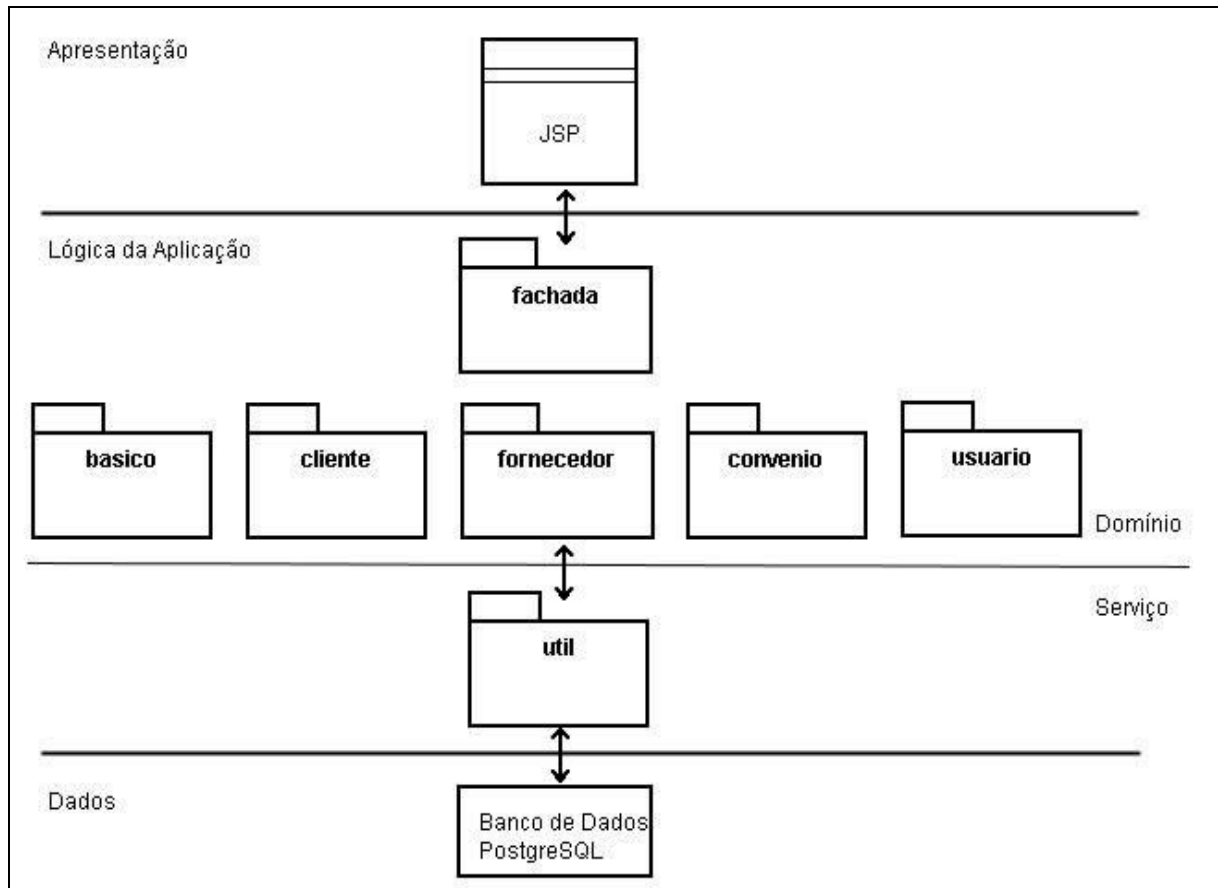 Apresentação
JSP
Lógica da Aplicação
fachada
basico
cliente
fornecedor
convenio
usuario
Domínio
Serviço
util
Dados
Banco de Dados
PostgreSQL